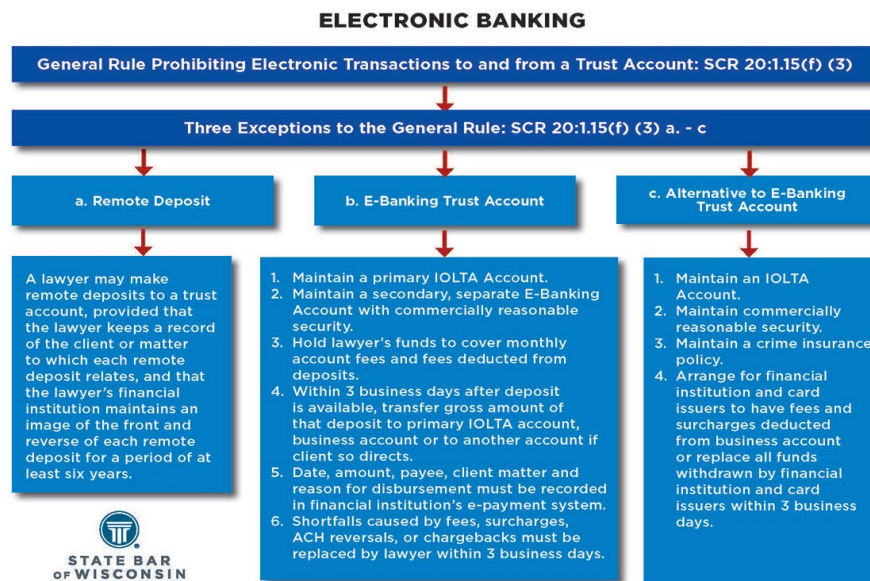 ELECTRONIC BANKING
General Rule Prohibiting Electronic Transactions to and from a Trust Account: SCR 20:1.15(f) (3)
Three Exceptions to the General Rule: SCR 20:1.15(f) (3) a. - c
a. Remote Deposit
A lawyer may make
remote deposits to a trust
account, provided that
the lawyer keeps a record
of the client or matter
to which each remote
deposit relates, and that
the lawyer's financial
institution maintains an
image of the front and
reverse of each remote
deposit for a period of at
least six years.
b. E-Banking Trust Account
1. Maintain a primary IOLTA Account.
2. Maintain a secondary, separate E-Banking
Account with commercially reasonable
security.
3. Hold lawyer's funds to cover monthly
account fees and fees deducted from
deposits.
4. Within 3 business days after deposit
is available, transfer gross amount of
that deposit to primary IOLTA account,
business account or to another account if
client so directs.
5. Date, amount, payee, client matter and
reason for disbursement must be recorded
in financial institution's e-payment system.
6. Shortfalls caused by fees, surcharges,
ACH reversals, or chargebacks must be
replaced by lawyer within 3 business days.
c. Alternative to E-Banking
Trust Account
1. Maintain an IOLTA
Account.
2. Maintain commercially
reasonable security.
3. Maintain a crime insurance
policy.
4. Arrange for financial
institution and card
issuers to have fees and
surcharges deducted
from business account
or replace all funds
withdrawn by financial
institution and card
issuers within 3 business
days.
STATE BAR
OF WISCONSIN